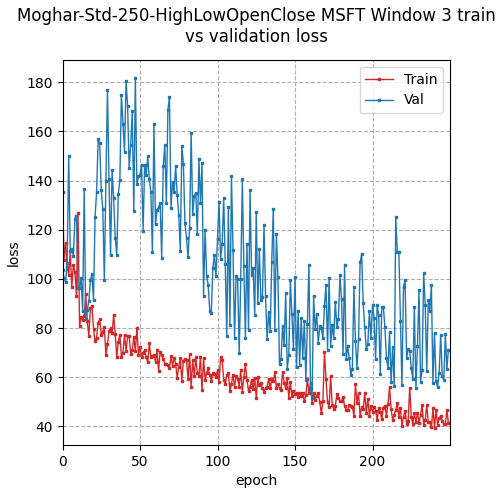 Moghar-Std-250-HighLowOpenClose MSFT Window 3 train
vs validation loss
Train
Val
180
160
140
120
100
80
60
40
loss
0
50
100
150
200
epoch